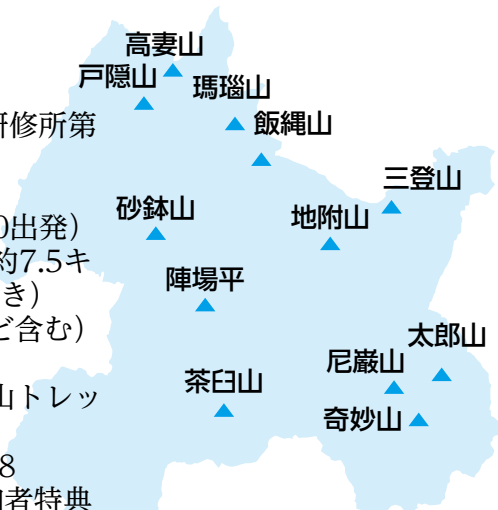 高妻山
戸隠山
瑪瑙山
修所第
飯縄山
三登山
砂鉢山
地附山
0出発）
約7.5キ
き）
ど含む）
陣場平
太郎山
尼巌山
茶臼山
山トレッ
奇妙山
8
者特典